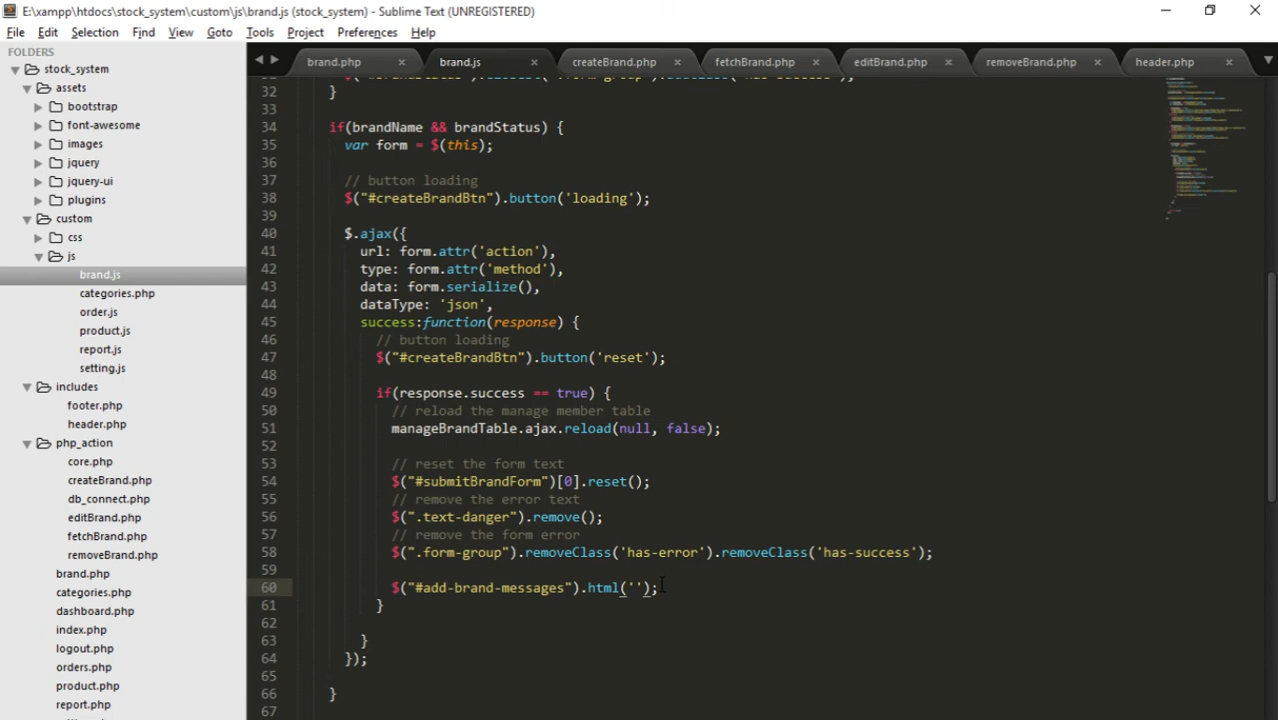 E:\xampp\htdocs\stock_system\custom\js\brand.js (stock_system) - Sublime Text (UNREGISTERED)
File Edit Selection Find View Goto Tools Project Preferences Help
FOLDERS
stock_system
assets
bootstrap
font-awesome
images
jquery
jquery-ui
plugins
custom
css
js
brand.js
categories.js
order.js
product.js
report.js
setting.js
includes
footer.php
header.php
php_action
core.php
createBrand.php
db_connect.php
editBrand.php
fetchBrand.php
removeBrand.php
brand.php
categories.php
dashboard.php
index.php
logout.php
orders.php
product.php
report.php
brand.php brand.js createBrand.php fetchBrand.php editBrand.php removeBrand.php header.php
32 }
33
34 if(brandName && brandStatus) {
35 var form = $(this);
36
37 // button loading
38 $("#createBrandBtn").button('loading');
39
40 $.ajax({
41 url: form.attr('action'),
42 type: form.attr('method'),
43 data: form.serialize(),
44 dataType: 'json',
45 success:function(response) {
46 // button loading
47 $("#createBrandBtn").button('reset');
48
49 if(response.success == true) {
50 // reload the manage member table
51 manageBrandTable.ajax.reload(null, false);
52
53 // reset the form text
54 $("#submitBrandForm")[0].reset();
55 // remove the error text
56 $(".text-danger").remove();
57 // remove the form error
58 $(".form-group").removeClass('has-error').removeClass('has-success');
59
60 $("#add-brand-messages").html('');
61 }
62
63 }
64 });
65
66 }
67